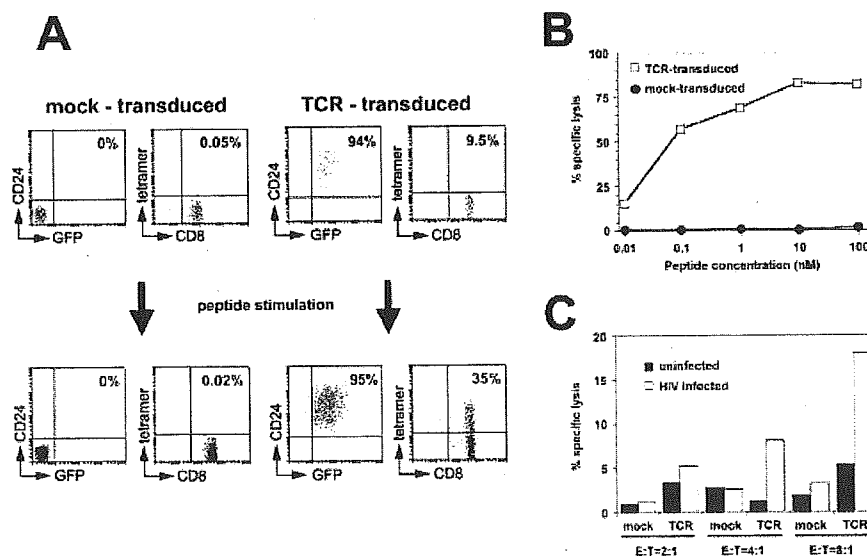 A
mock - transduced
TCR - transduced
CD24
0%
GFP
tetramer
0.05%
CD8
CD24
94%
GFP
tetramer
9.5%
CD8
peptide stimulation
CD24
0%
GFP
tetramer
0.02%
CD8
CD24
95%
GFP
tetramer
35%
CD8
B
% specific lysis
100
75
50
25
0
TCR-transduced
mock-transduced
0.01 0.1 1 10 100
Peptide concentration (nM)
C
% specific lysis
20
15
10
5
0
uninfected
HIV infected
mock TCR mock TCR mock TCR
E:T=2:1 E:T=4:1 E:T=8:1